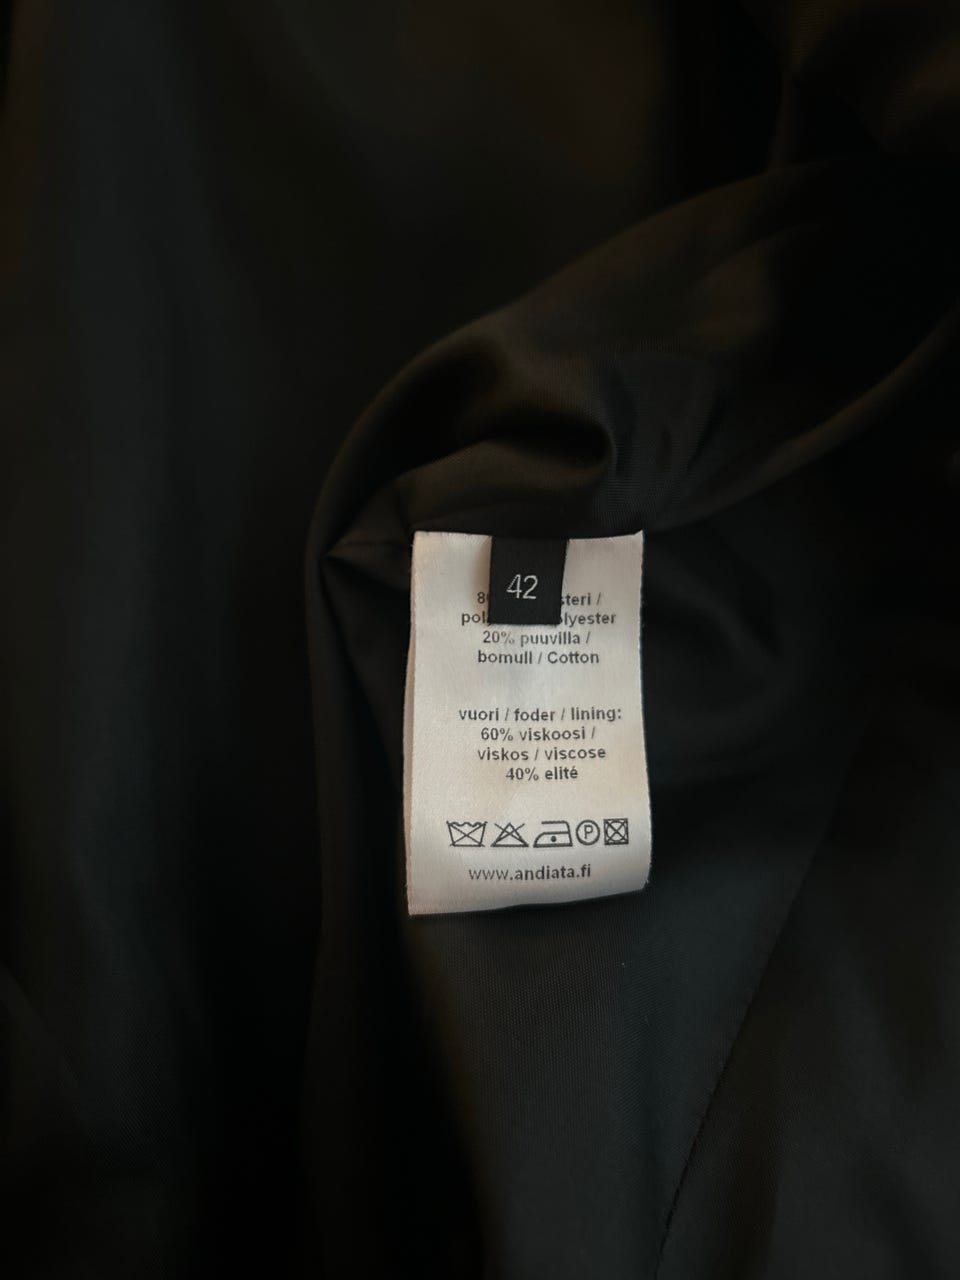 42
/
20% puuvilla /
bomull / Cotton
vuori / foder / lining:
60% viskoosi /
viskos / viscose
40% elité
P
www.andiata.fi